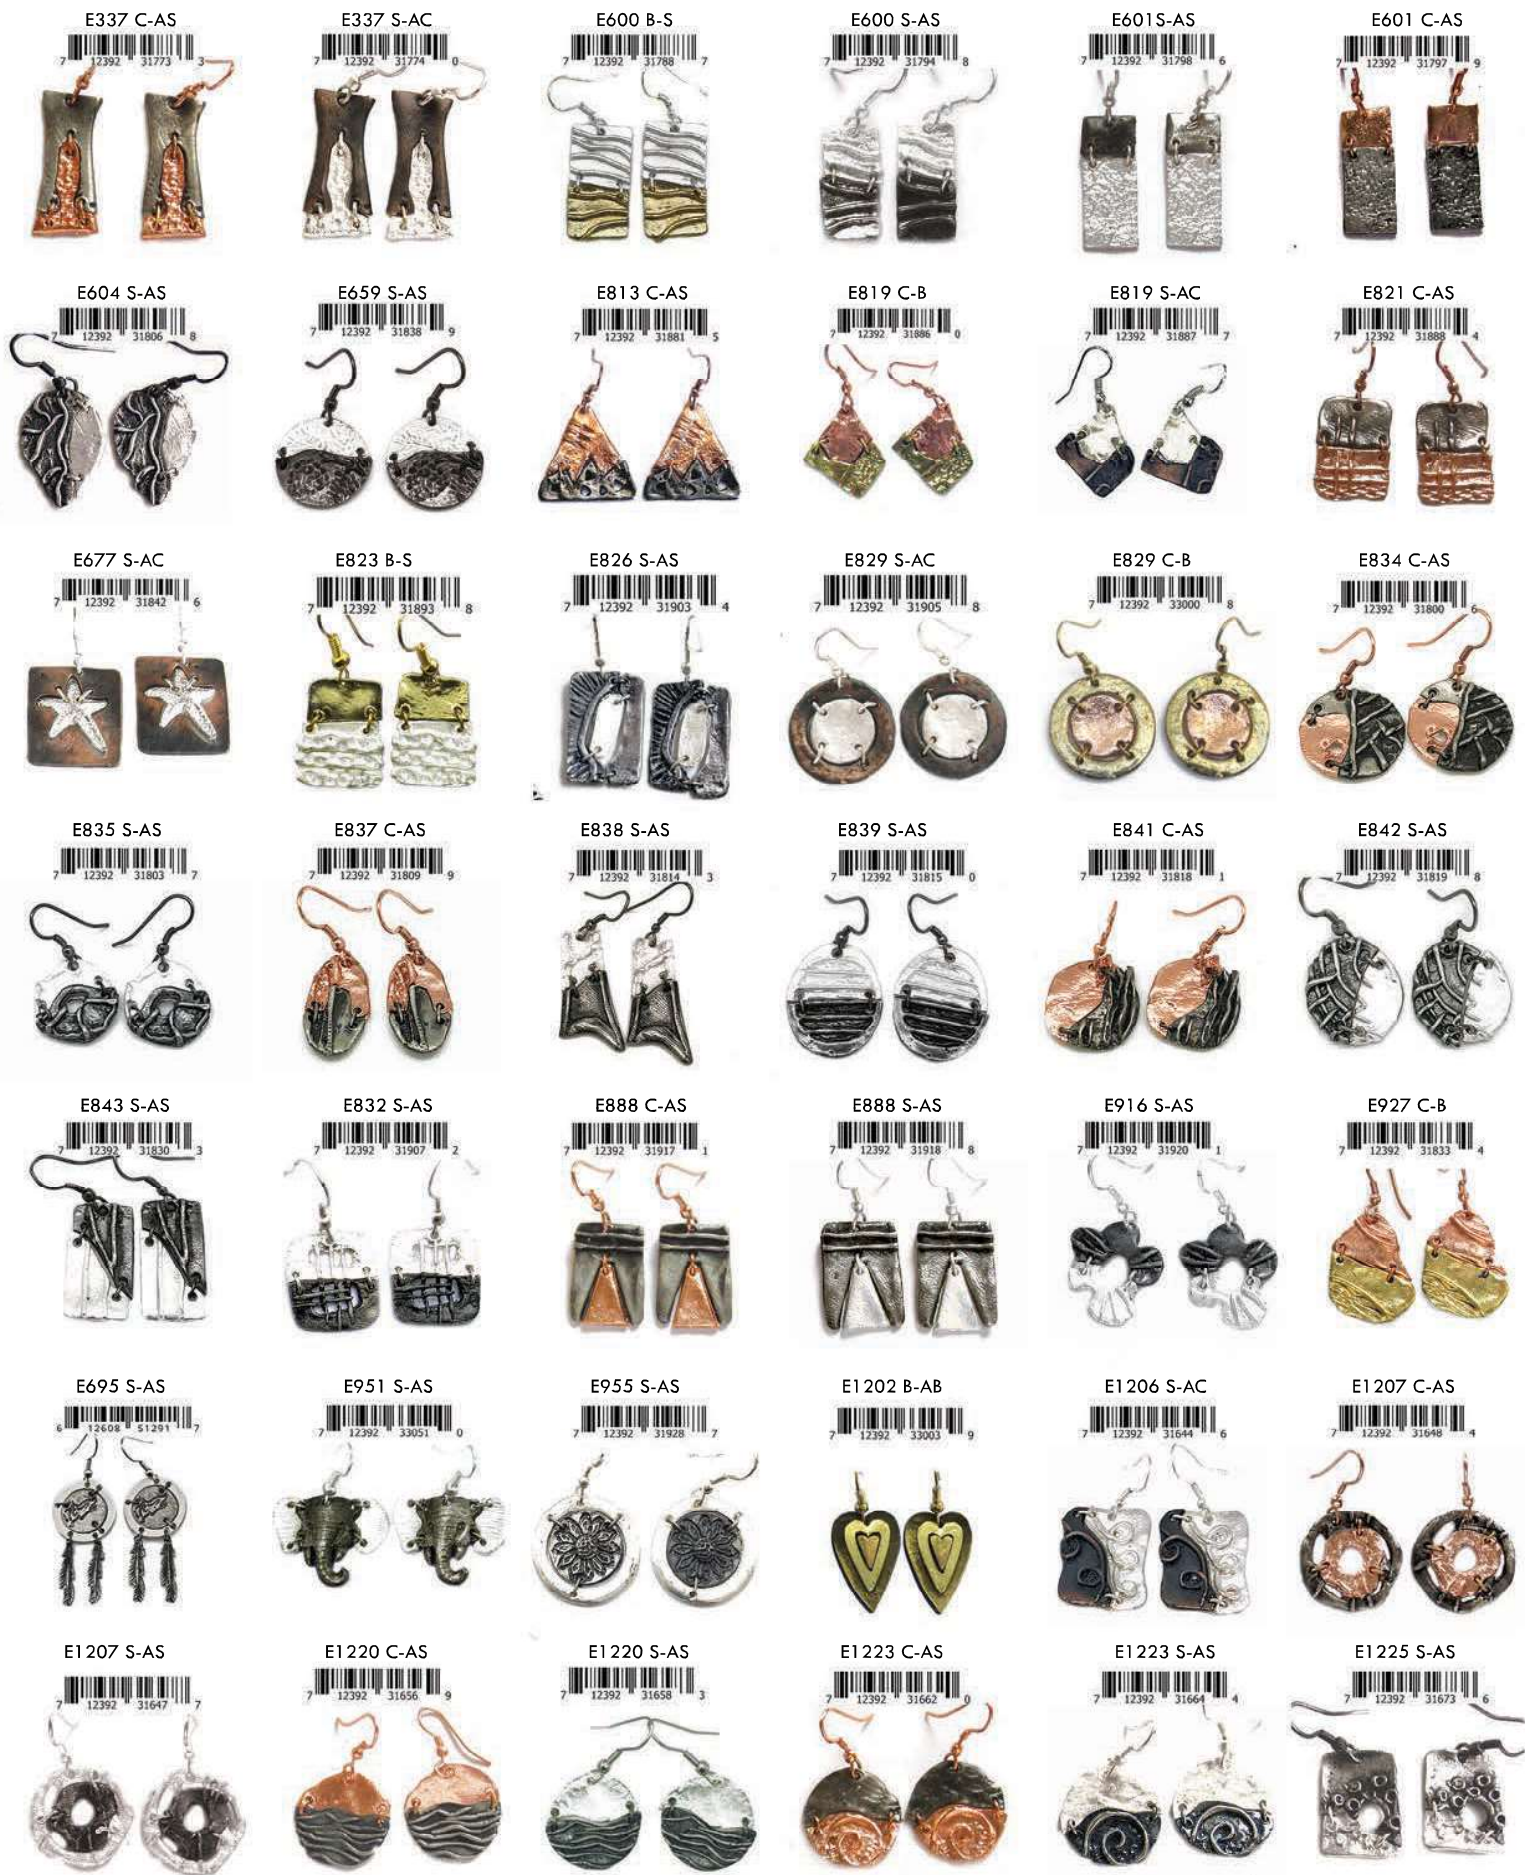 E337 C-AS
7 12392 31773 3
E337 S-AC
7 12392 31774 0
E600 B-S
7 12392 31788 7
E600 S-AS
7 12392 31794 8
E601S-AS
7 12392 31798 6
E601 C-AS
7 12392 31797 9
E604 S-AS
7 12392 31806 8
E659 S-AS
7 12392 31838 9
E813 C-AS
7 12392 31881 5
E819 C-B
7 12392 31886 0
E819 S-AC
7 12392 31887 7
E821 C-AS
7 12392 31888 4
E677 S-AC
7 12392 31842 6
E823 B-S
7 12392 31893 8
E826 S-AS
7 12392 31903 4
E829 S-AC
7 12392 31905 8
E829 C-B
7 12392 33000 8
E834 C-AS
7 12392 31800 6
E835 S-AS
7 12392 31803 7
E837 C-AS
7 12392 31809 9
E838 S-AS
7 12392 31814 3
E839 S-AS
7 12392 31815 0
E841 C-AS
7 12392 31818 1
E842 S-AS
7 12392 31819 8
E843 S-AS
7 12392 31830 3
E832 S-AS
7 12392 31907 2
E888 C-AS
7 12392 31917 1
E888 S-AS
7 12392 31918 8
E916 S-AS
7 12392 31920 1
E927 C-B
7 12392 31833 4
E695 S-AS
6 12608 51291 7
E951 S-AS
7 12392 33051 0
E955 S-AS
7 12392 31928 7
E1202 B-AB
7 12392 33003 9
E1206 S-AC
7 12392 31644 6
E1207 C-AS
7 12392 31648 4
E1207 S-AS
7 12392 31647 7
E1220 C-AS
7 12392 31656 9
E1220 S-AS
7 12392 31658 3
E1223 C-AS
7 12392 31662 0
E1223 S-AS
7 12392 31664 4
E1225 S-AS
7 12392 31673 6